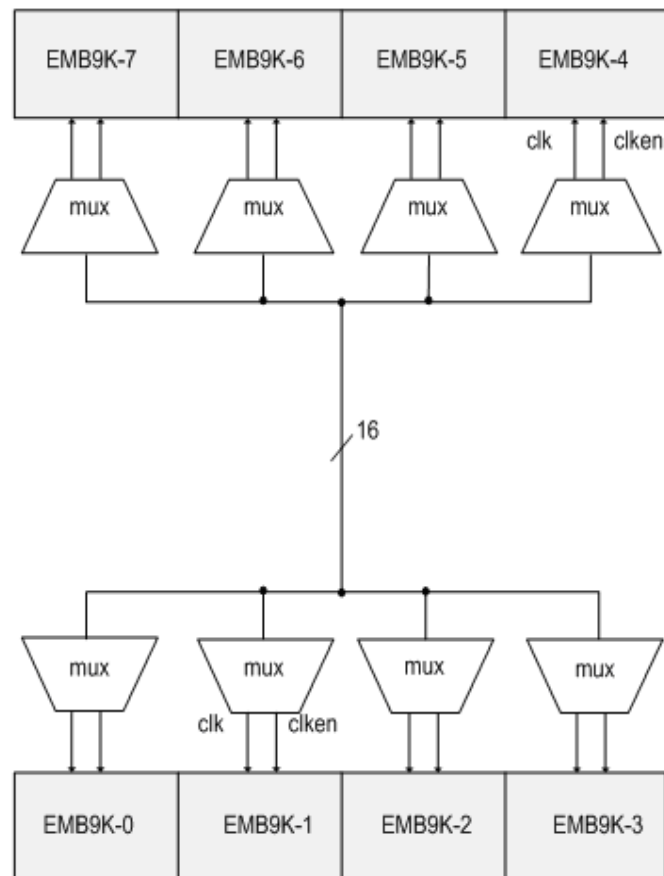 EMB9K-7 EMB9K-6 EMB9K-5 EMB9K-4
clk clken
mux mux mux mux
16
mux mux mux mux
clk clken
EMB9K-0 EMB9K-1 EMB9K-2 EMB9K-3